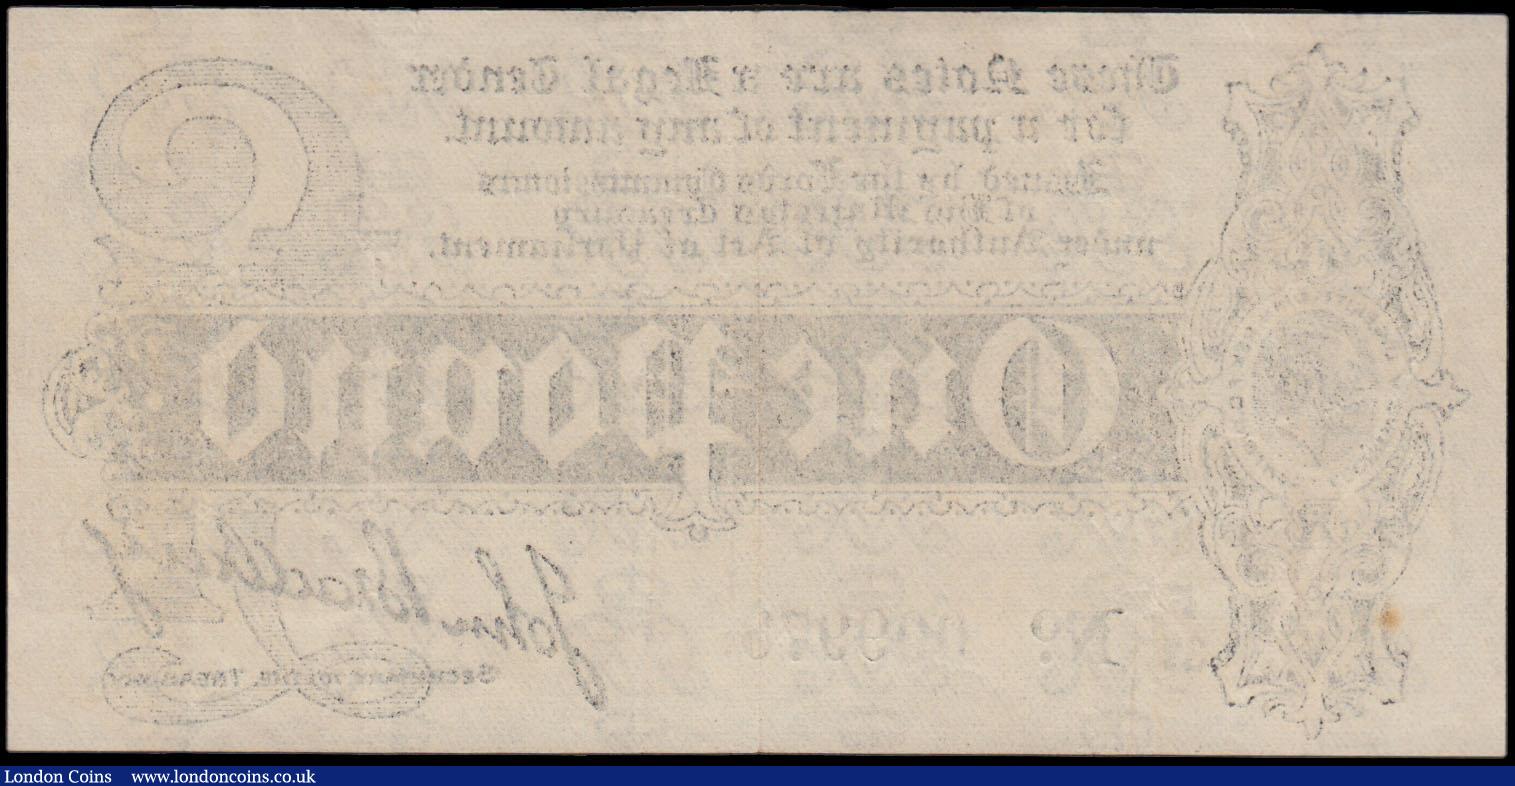 These Notes are a Legal Tender
for a payment of any amount.
Issued by the Lords Commissioners
of His Majesty's Treasury
under Authority of Act of Parliament.
One Pound
No.
John Bradbury
Secretary to the Treasury
London Coins www.londoncoins.co.uk